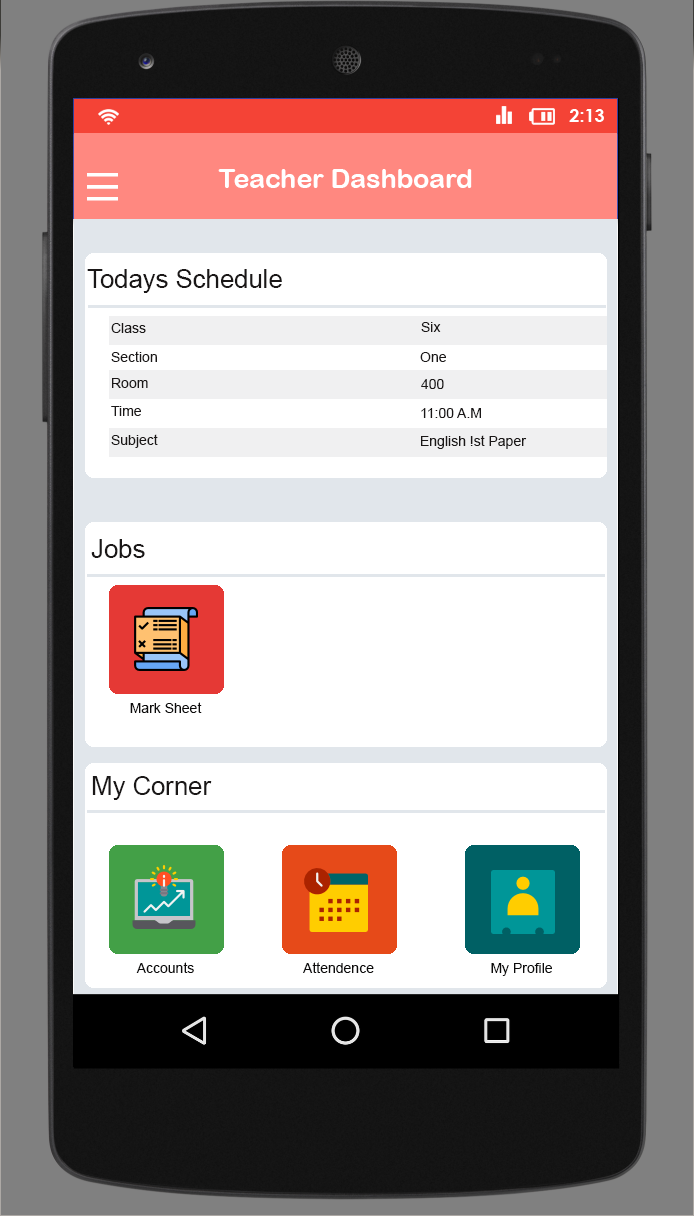 2:13
Teacher Dashboard
Todays Schedule
Class Six
Section One
Room 400
Time 11:00 A.M
Subject English !st Paper
Jobs
Mark Sheet
My Corner
Accounts Attendence My Profile